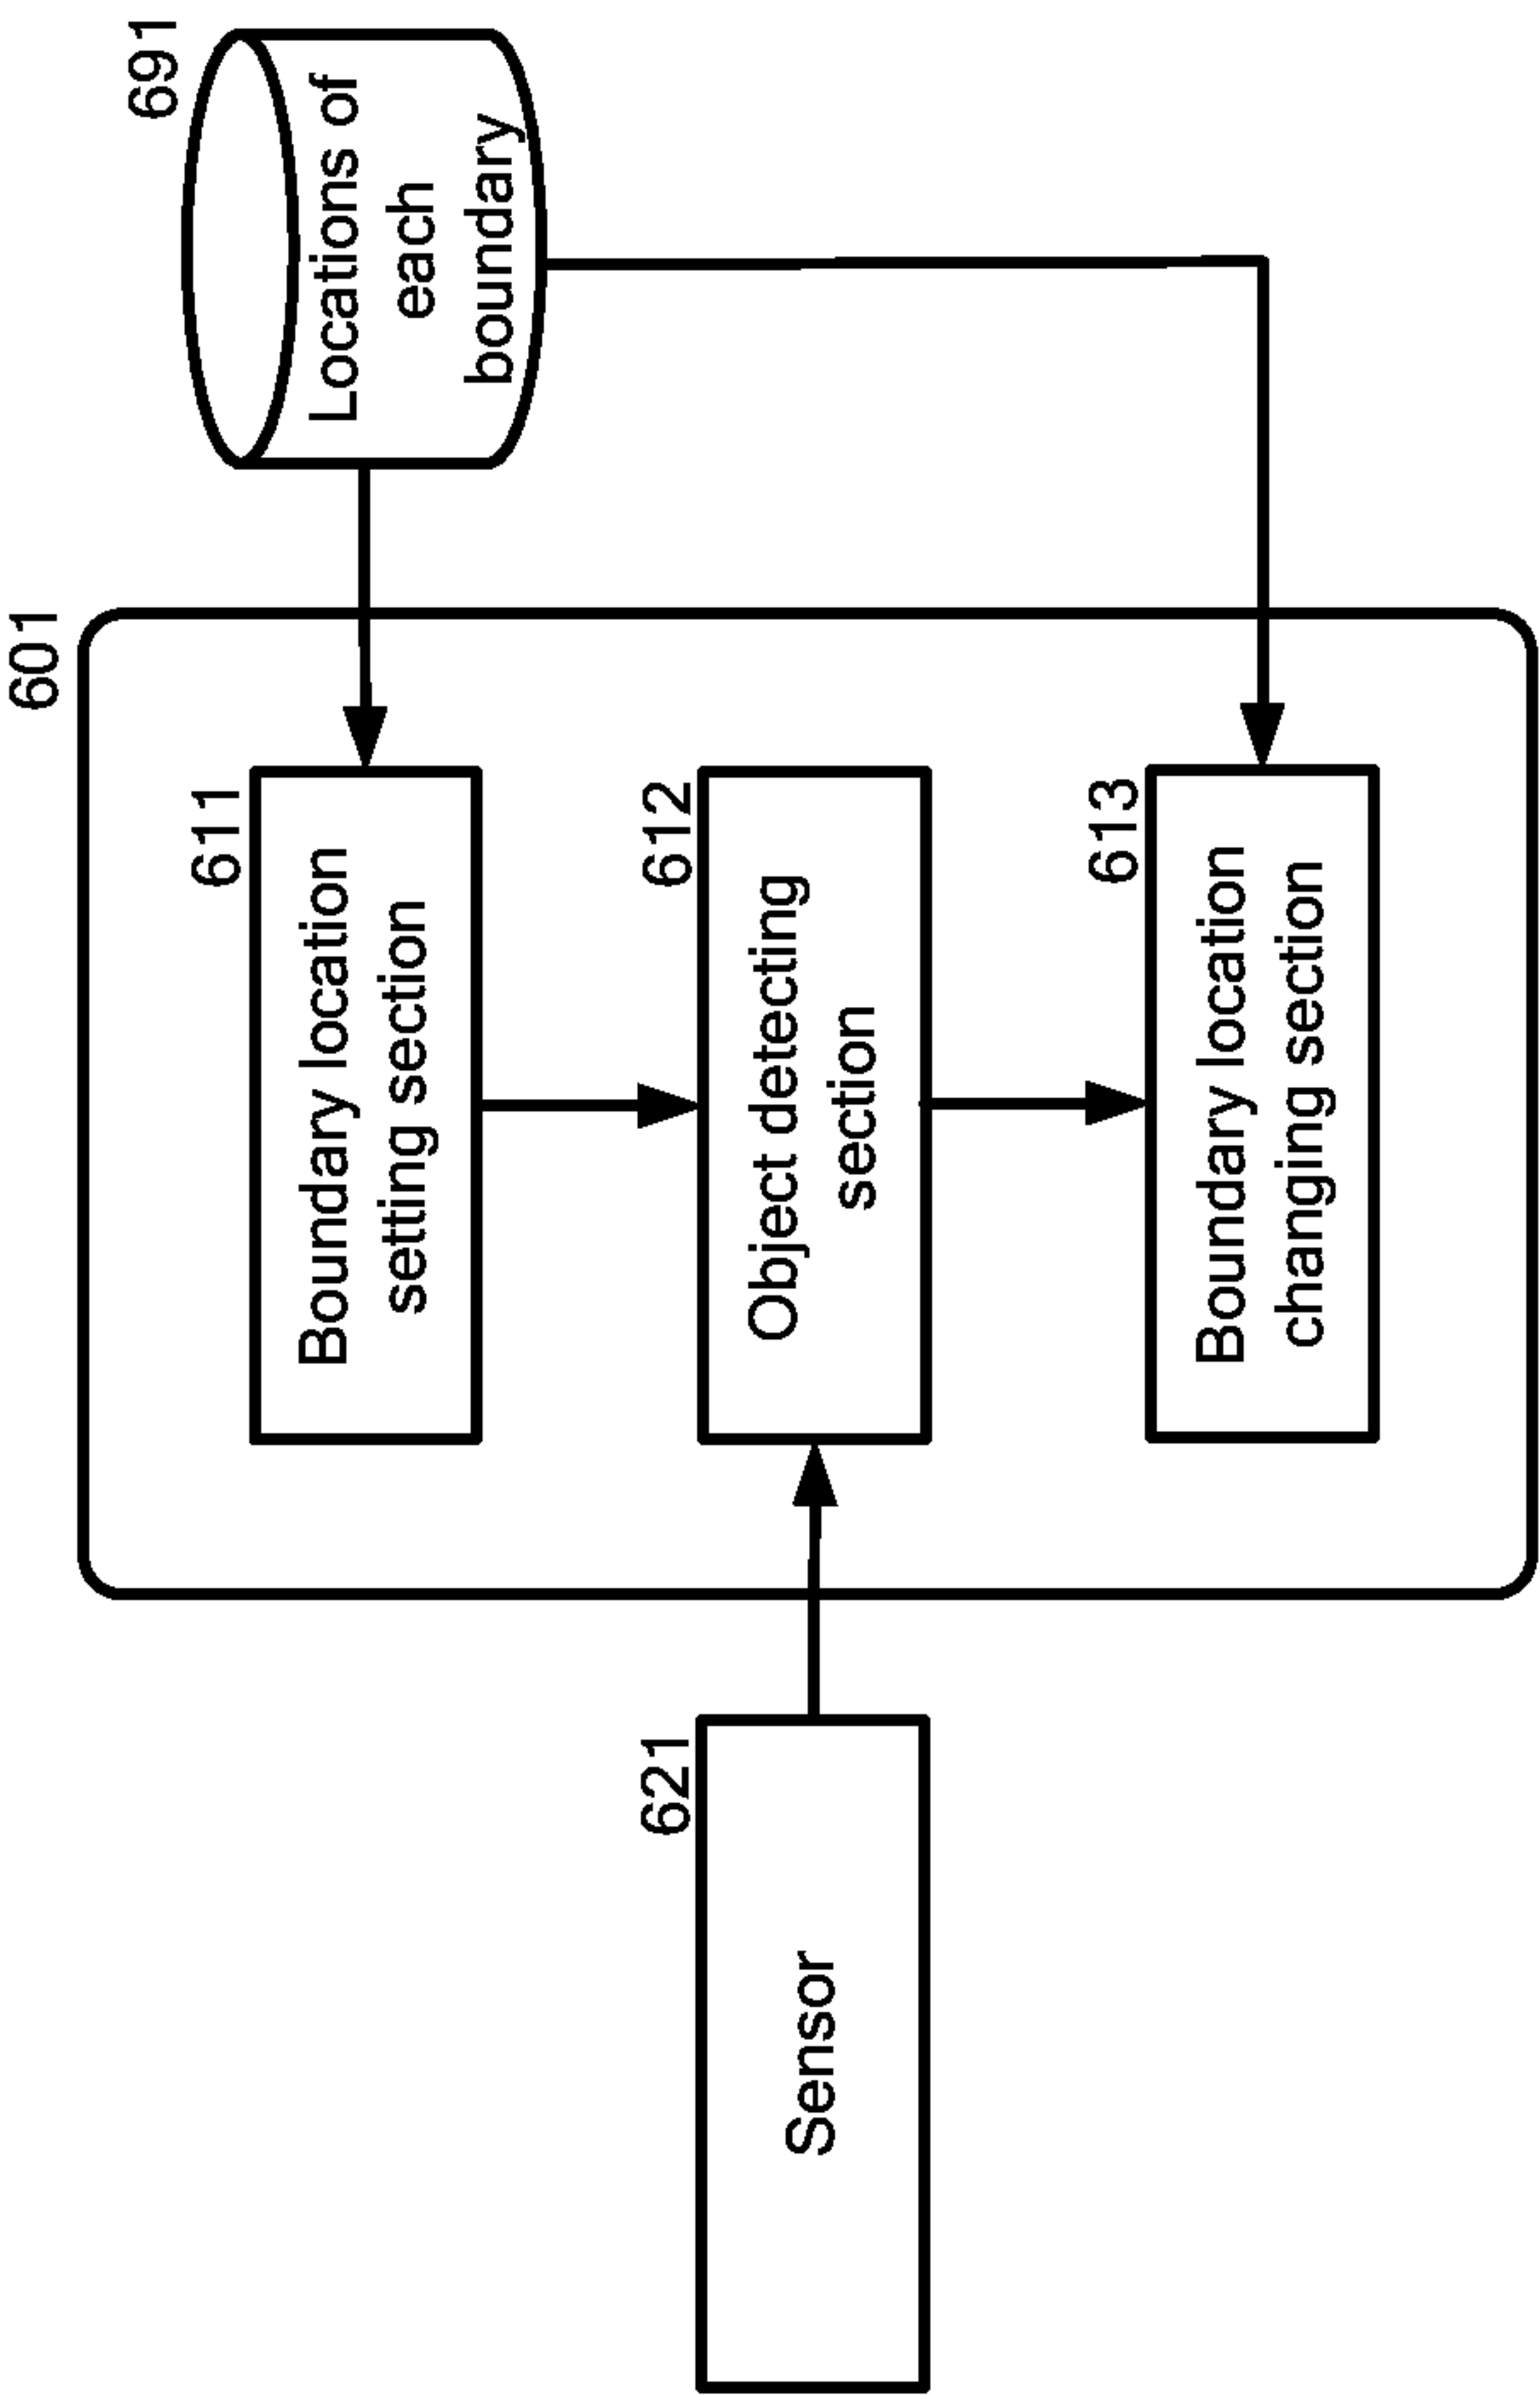 601
691
Locations of
each
boundary
611
Boundary location
setting section
621
Sensor
612
Object detecting
section
613
Boundary location
changing section